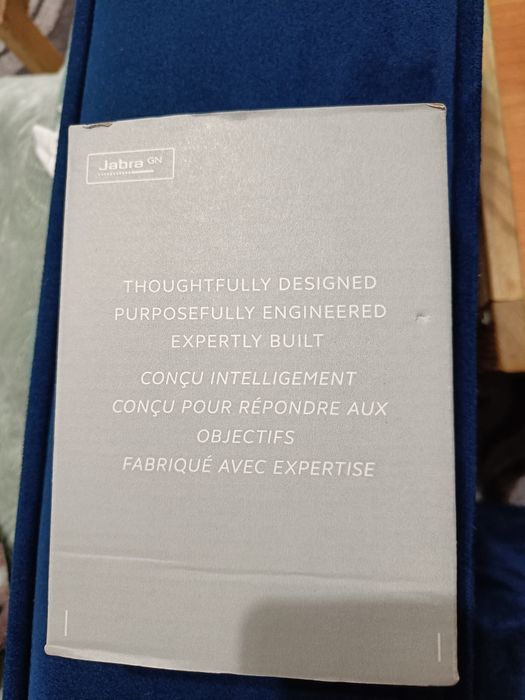 Jabra GN
THOUGHTFULLY DESIGNED
PURPOSEFULLY ENGINEERED
EXPERTLY BUILT
CONÇU INTELLIGEMENT
CONÇU POUR RÉPONDRE AUX
OBJECTIFS
FABRIQUÉ AVEC EXPERTISE